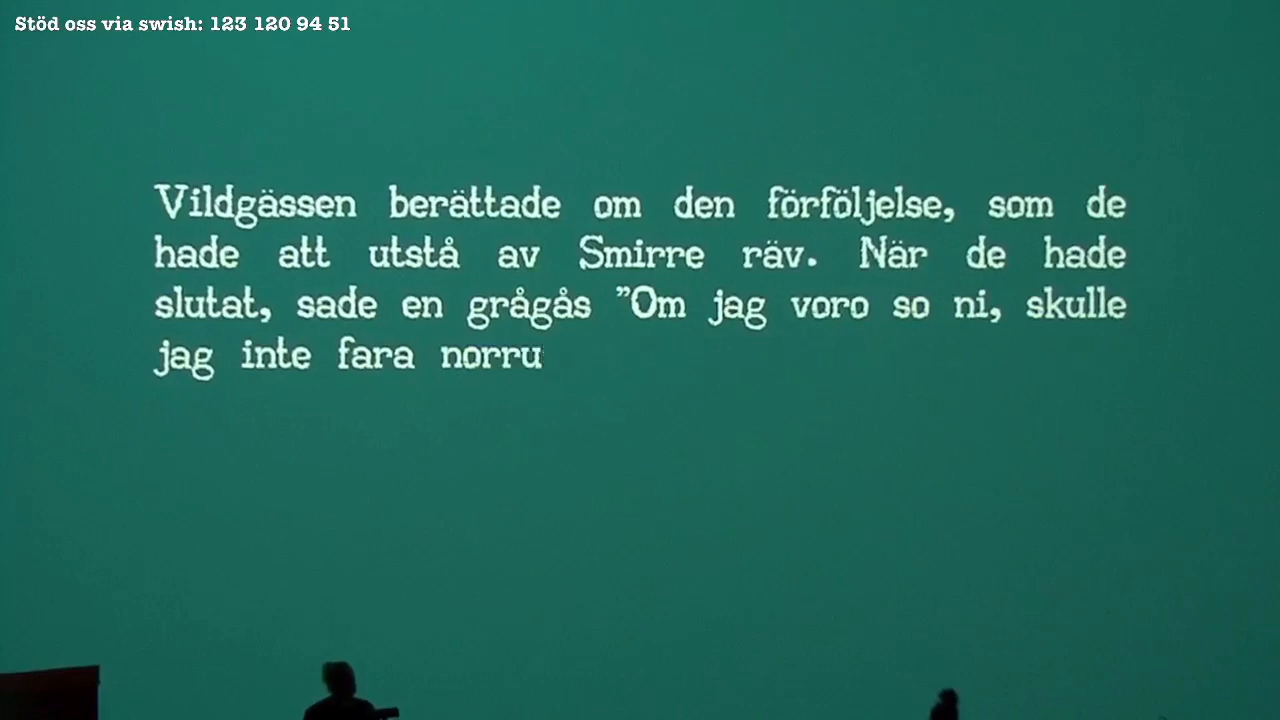 Stöd oss via swish: 123 120 94 51
Vildgässen berättade om den förföljelse, som de
hade att utstå av Smirre räv. När de hade
slutat, sade en grågås ”Om jag voro so ni, skulle
jag inte fara norru